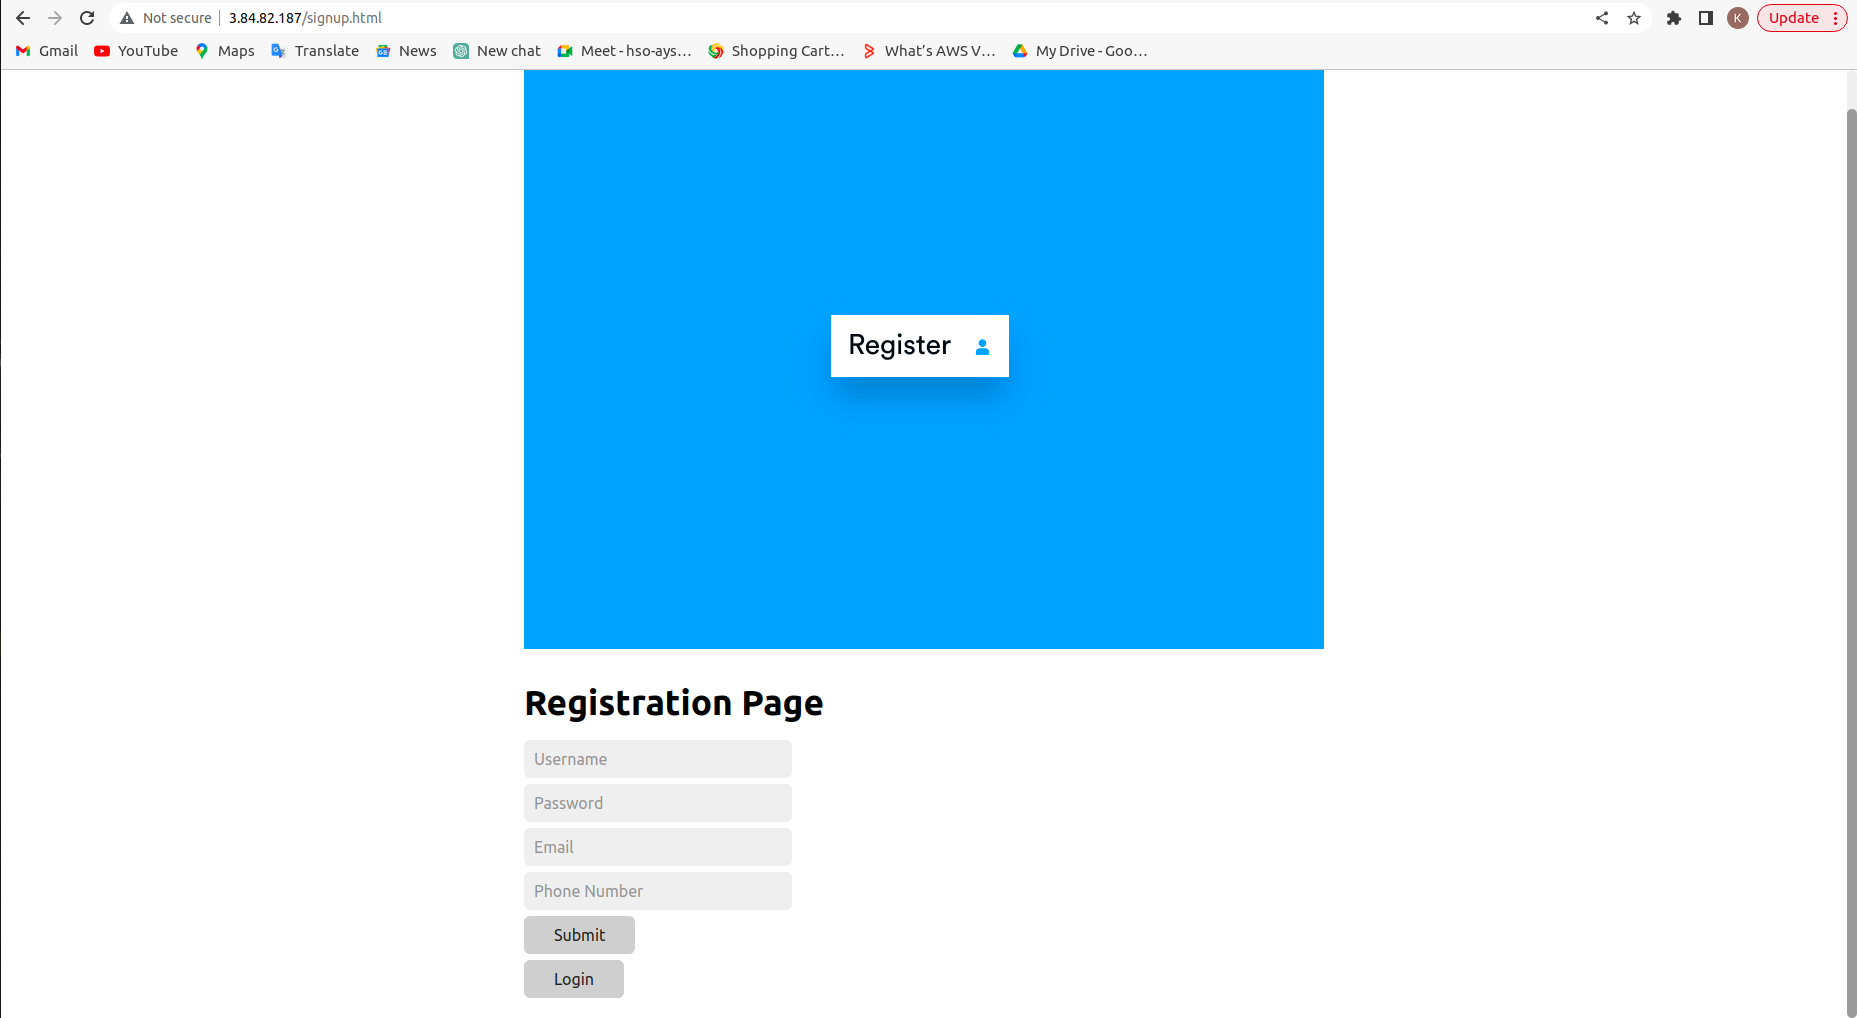 Not secure 3.84.82.187/signup.html K Update
Gmail YouTube Maps Translate News New chat Meet - hso-ays... Shopping Cart... What's AWS V... My Drive - Goo...
Register
Registration Page
Username
Password
Email
Phone Number
Submit
Login